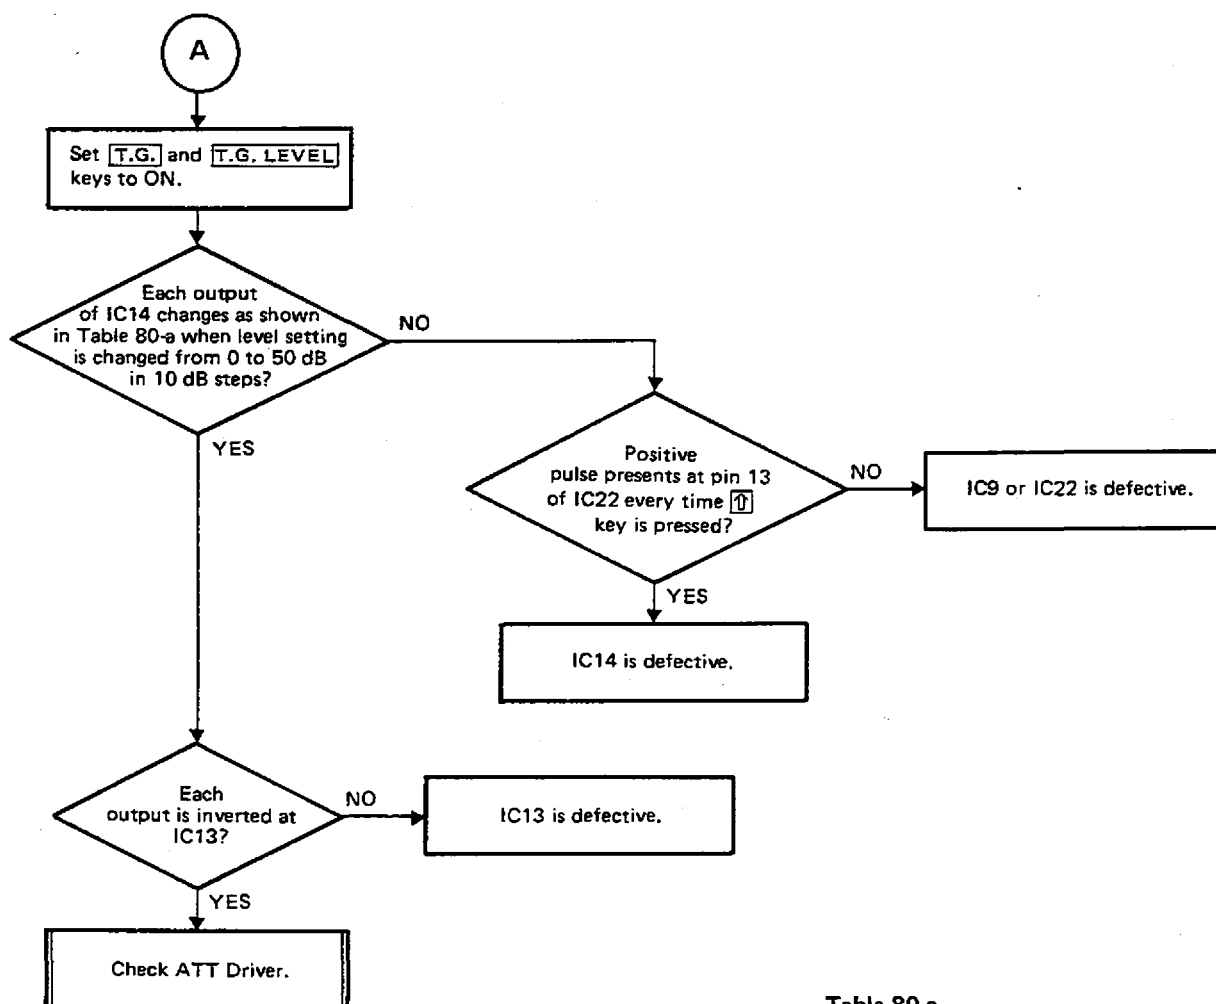 A
Set T.G. and T.G. LEVEL
keys to ON.
Each output
of IC14 changes as shown
in Table 80-a when level setting
is changed from 0 to 50 dB
in 10 dB steps?
NO
YES
Positive
pulse presents at pin 13
of IC22 every time ⇧
key is pressed?
NO
IC9 or IC22 is defective.
YES
IC14 is defective.
Each
output is inverted at
IC13?
NO
IC13 is defective.
YES
Check ATT Driver.
Table 80-a